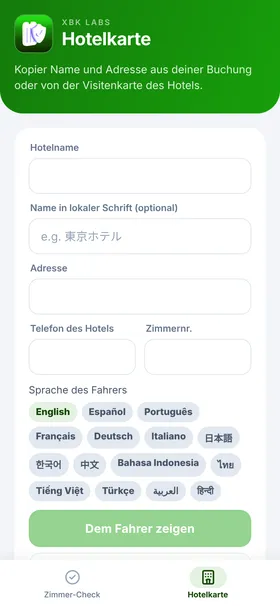 XBK LABS
Hotelkarte
Kopier Name und Adresse aus deiner Buchung
oder von der Visitenkarte des Hotels.
Hotelname
Name in lokaler Schrift (optional)
e.g. 東京ホテル
Adresse
Telefon des Hotels Zimmernr.
Sprache des Fahrers
English Español Português
Français Deutsch Italiano 日本語
한국어 中文 Bahasa Indonesia ไทย
Tiếng Việt Türkçe العربية हिन्दी
Dem Fahrer zeigen
Zimmer-Check Hotelkarte